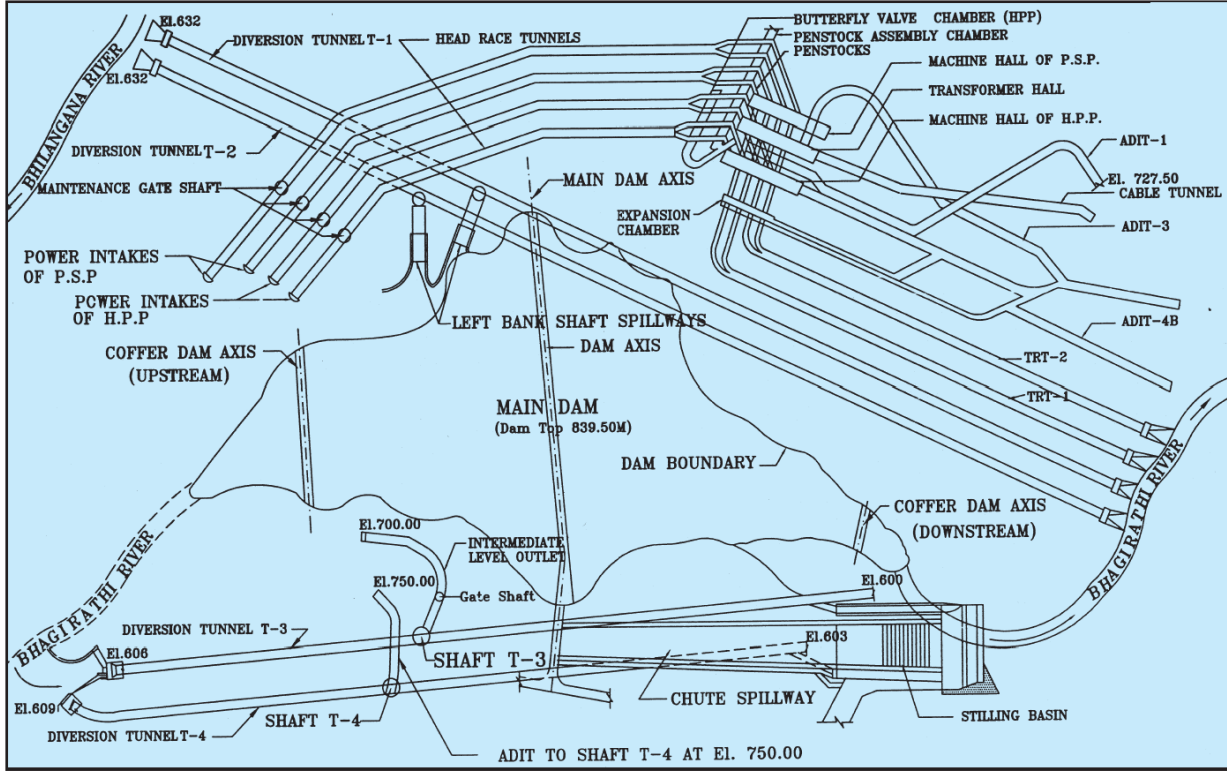 El.632
DIVERSION TUNNEL T-1
HEAD RACE TUNNELS
BUTTERFLY VALVE CHAMBER (HPP)
PENSTOCK ASSEMBLY CHAMBER
PENSTOCKS
MACHINE HALL OF P.S.P.
TRANSFORMER HALL
MACHINE HALL OF H.P.P.
El.632
BHILANGANA RIVER
DIVERSION TUNNEL T-2
ADIT-1
El. 727.50
CABLE TUNNEL
MAINTENANCE GATE SHAFT
MAIN DAM AXIS
EXPANSION
CHAMBER
ADIT-3
POWER INTAKES
OF P.S.P
POWER INTAKES
OF H.P.P
LEFT BANK SHAFT SPILLWAYS
ADIT-4B
COFFER DAM AXIS
(UPSTREAM)
DAM AXIS
TRT-2
TRT-1
MAIN DAM
(Dam Top 839.50M)
DAM BOUNDARY
COFFER DAM AXIS
(DOWNSTREAM)
BHAGIRATHI RIVER
El.700.00
INTERMEDIATE
LEVEL OUTLET
El.750.00
Gate Shaft
El.600
BHAGIRATHI RIVER
DIVERSION TUNNEL T-3
El.606
SHAFT T-3
El.603
El.609
SHAFT T-4
CHUTE SPILLWAY
STILLING BASIN
DIVERSION TUNNEL T-4
ADIT TO SHAFT T-4 AT El. 750.00